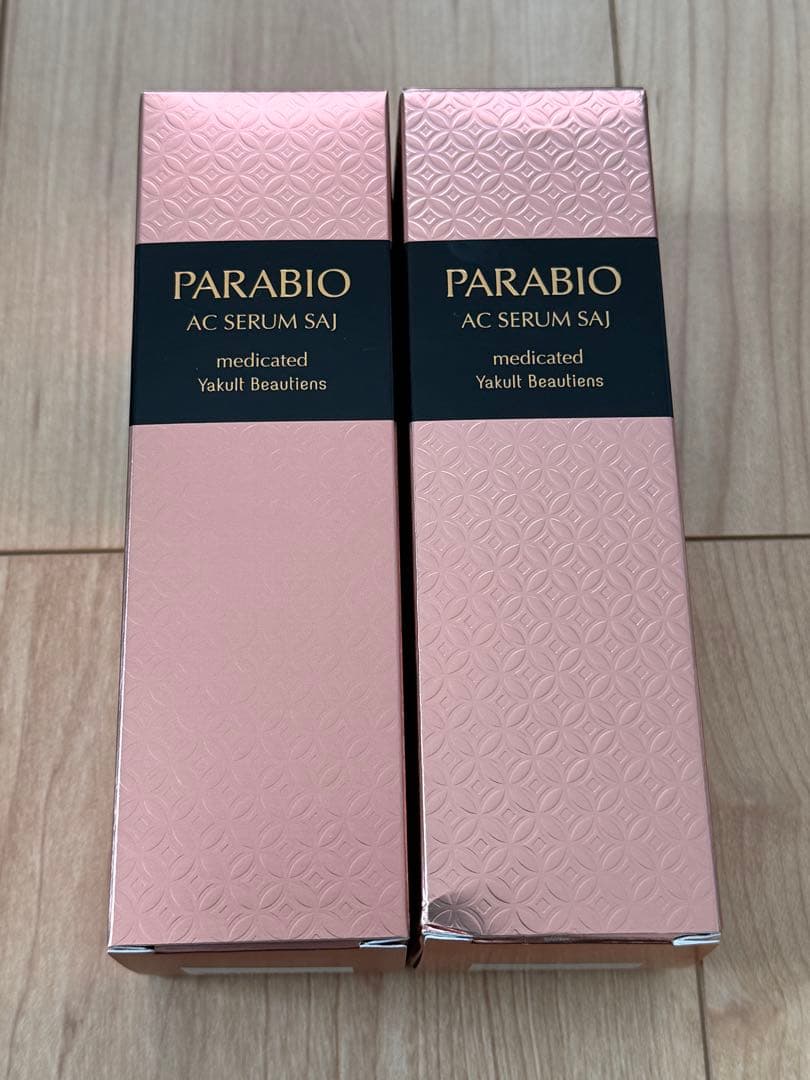 PARABIO
AC SERUM SAJ
medicated
Yakult Beautiens
PARABIO
AC SERUM SAJ
medicated
Yakult Beautiens